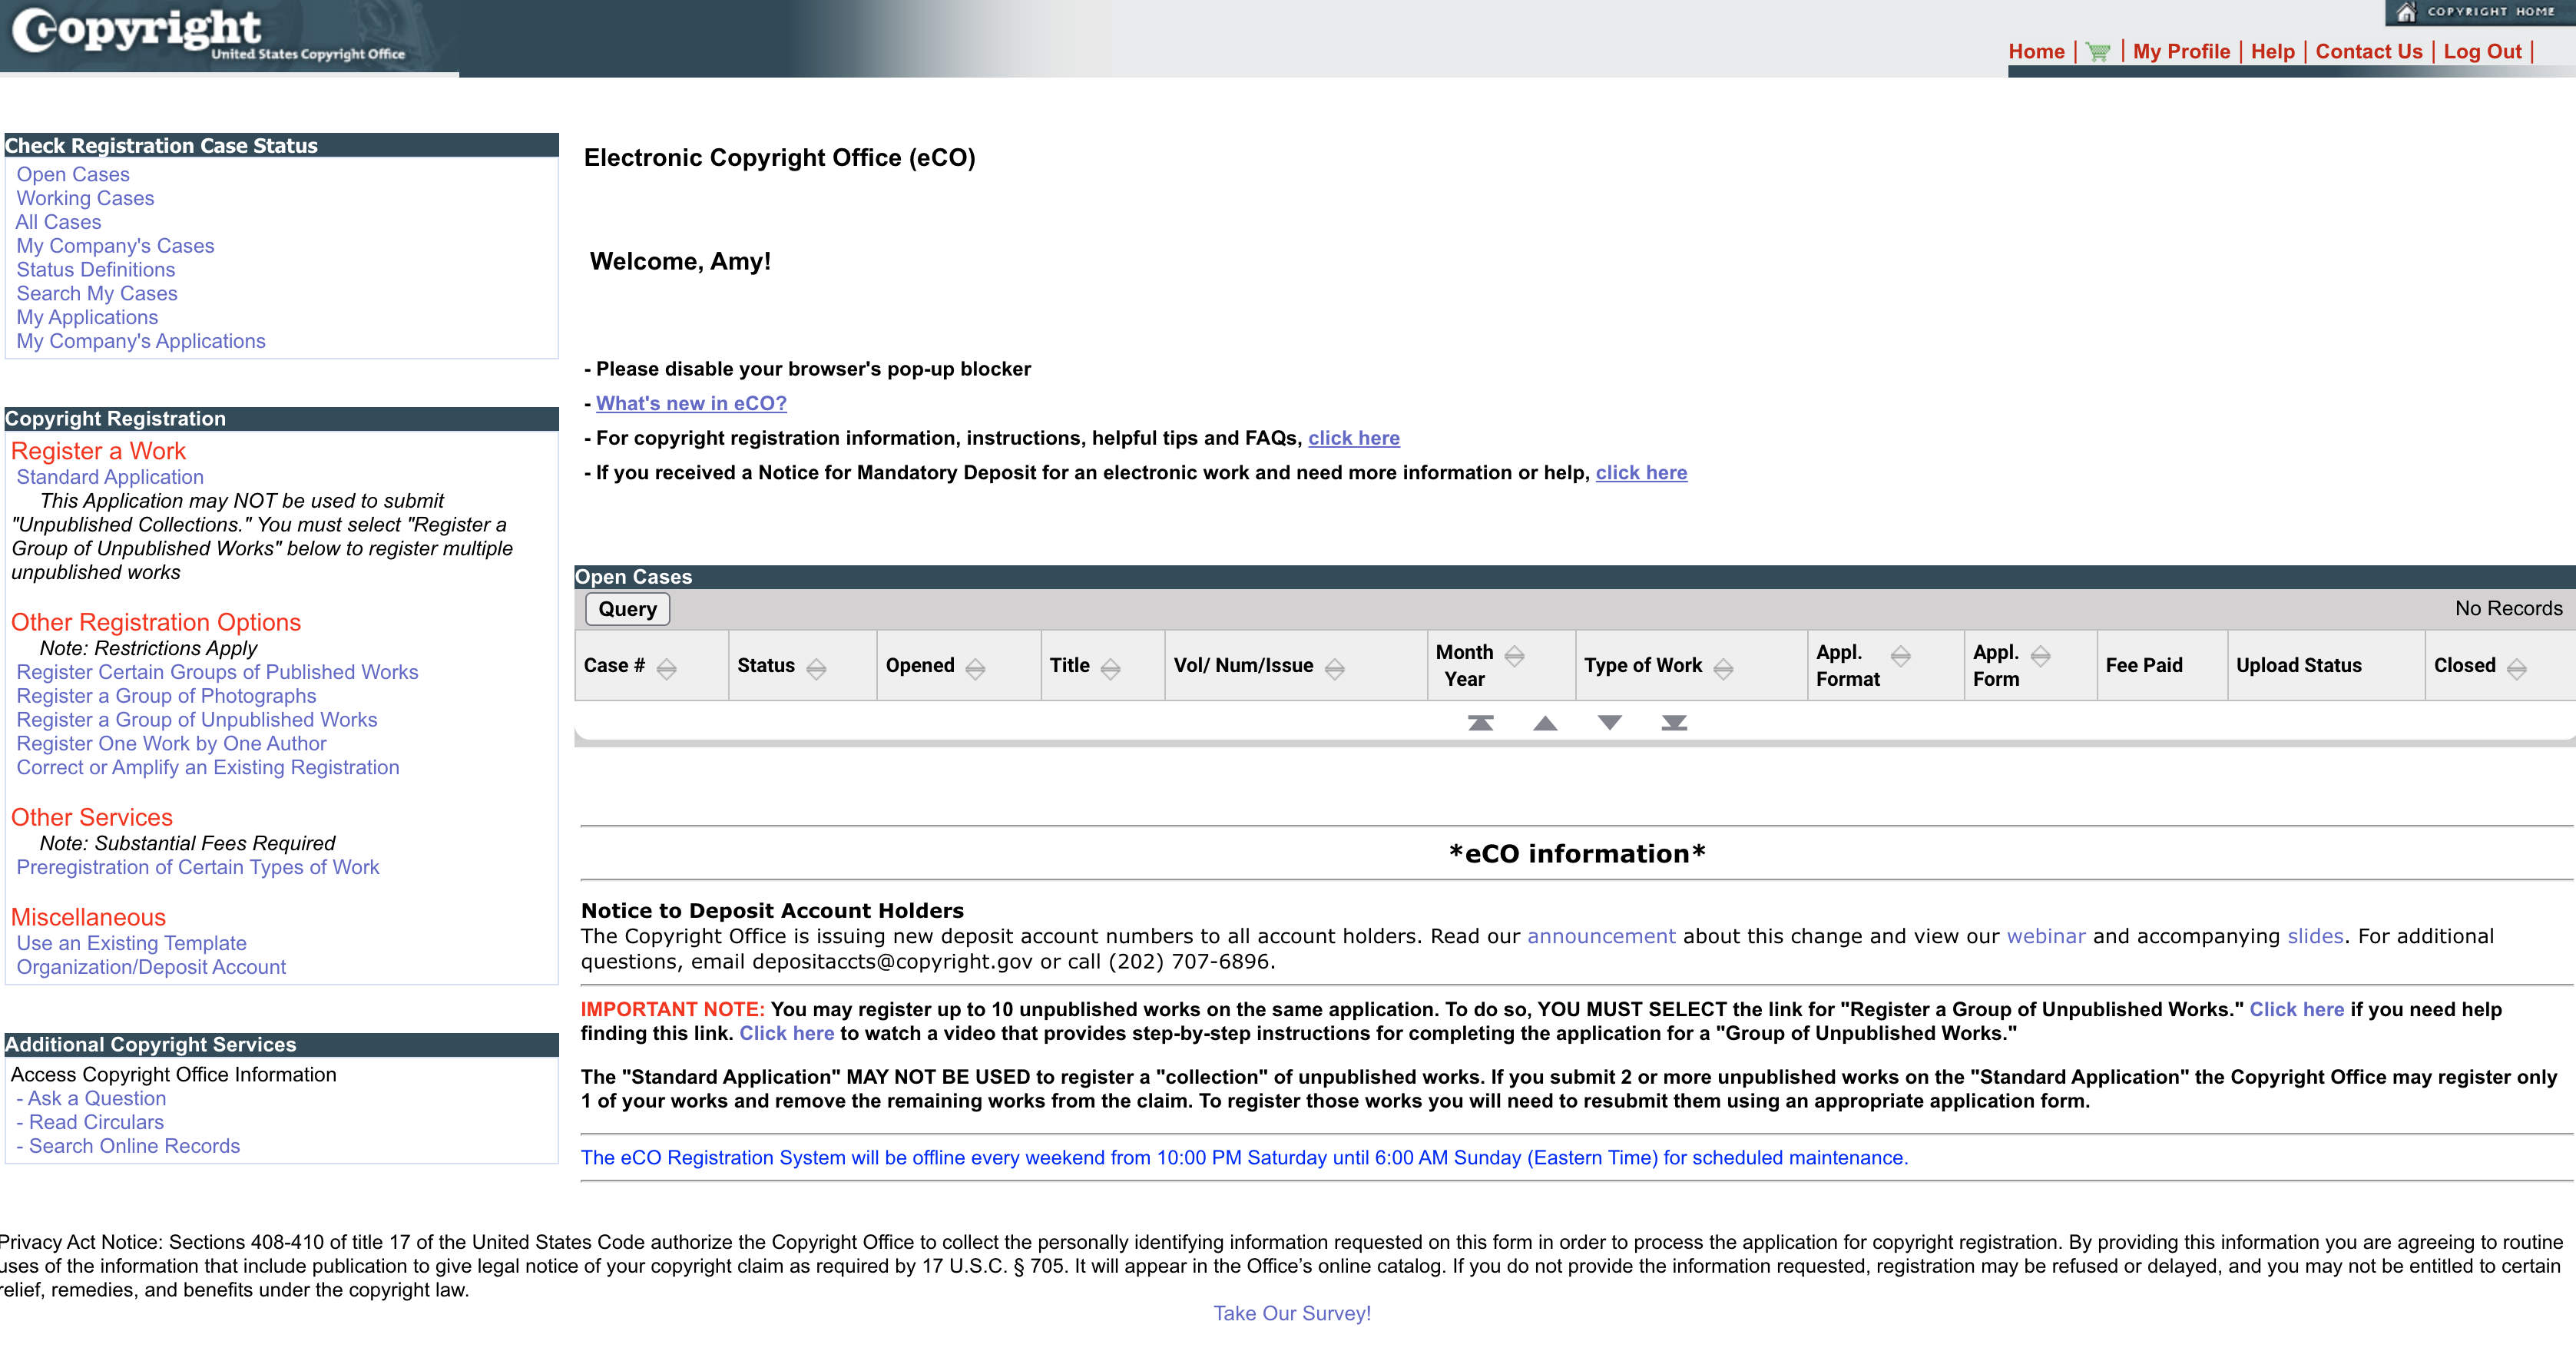 Copyright
United States Copyright Office
COPYRIGHT HOME
Home | | My Profile | Help | Contact Us | Log Out |
Check Registration Case Status
Open Cases
Working Cases
All Cases
My Company's Cases
Status Definitions
Search My Cases
My Applications
My Company's Applications
Copyright Registration
Register a Work
Standard Application
This Application may NOT be used to submit
"Unpublished Collections." You must select "Register a
Group of Unpublished Works" below to register multiple
unpublished works
Other Registration Options
Note: Restrictions Apply
Register Certain Groups of Published Works
Register a Group of Photographs
Register a Group of Unpublished Works
Register One Work by One Author
Correct or Amplify an Existing Registration
Other Services
Note: Substantial Fees Required
Preregistration of Certain Types of Work
Miscellaneous
Use an Existing Template
Organization/Deposit Account
Additional Copyright Services
Access Copyright Office Information
- Ask a Question
- Read Circulars
- Search Online Records
Electronic Copyright Office (eCO)
Welcome, Amy!
- Please disable your browser's pop-up blocker
- What's new in eCO?
- For copyright registration information, instructions, helpful tips and FAQs, click here
- If you received a Notice for Mandatory Deposit for an electronic work and need more information or help, click here
Open Cases
Query No Records
Case # Status Opened Title Vol/ Num/Issue Month Year Type of Work Appl. Format Appl. Form Fee Paid Upload Status Closed
*eCO information*
Notice to Deposit Account Holders
The Copyright Office is issuing new deposit account numbers to all account holders. Read our announcement about this change and view our webinar and accompanying slides. For additional
questions, email depositaccts@copyright.gov or call (202) 707-6896.
IMPORTANT NOTE: You may register up to 10 unpublished works on the same application. To do so, YOU MUST SELECT the link for "Register a Group of Unpublished Works." Click here if you need help
finding this link. Click here to watch a video that provides step-by-step instructions for completing the application for a "Group of Unpublished Works."
The "Standard Application" MAY NOT BE USED to register a "collection" of unpublished works. If you submit 2 or more unpublished works on the "Standard Application" the Copyright Office may register only
1 of your works and remove the remaining works from the claim. To register those works you will need to resubmit them using an appropriate application form.
The eCO Registration System will be offline every weekend from 10:00 PM Saturday until 6:00 AM Sunday (Eastern Time) for scheduled maintenance.
Privacy Act Notice: Sections 408-410 of title 17 of the United States Code authorize the Copyright Office to collect the personally identifying information requested on this form in order to process the application for copyright registration. By providing this information you are agreeing to routine
uses of the information that include publication to give legal notice of your copyright claim as required by 17 U.S.C. § 705. It will appear in the Office’s online catalog. If you do not provide the information requested, registration may be refused or delayed, and you may not be entitled to certain
relief, remedies, and benefits under the copyright law.
Take Our Survey!